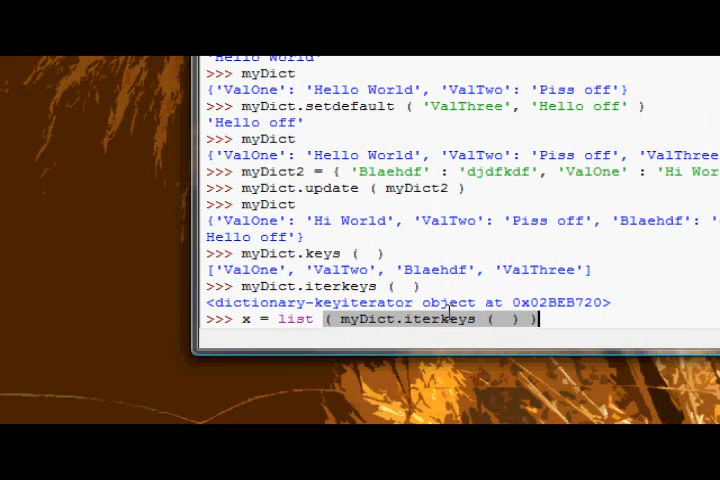 'Hello World'
>>> myDict
{'ValOne': 'Hello World', 'ValTwo': 'Piss off'}
>>> myDict.setdefault ( 'ValThree', 'Hello off' )
'Hello off'
>>> myDict
{'ValOne': 'Hello World', 'ValTwo': 'Piss off', 'ValThree
>>> myDict2 = { 'Blaehdf' : 'djdfkdf', 'ValOne' : 'Hi Wor
>>> myDict.update ( myDict2 )
>>> myDict
{'ValOne': 'Hi World', 'ValTwo': 'Piss off', 'Blaehdf':
Hello off'}
>>> myDict.keys (  )
['ValOne', 'ValTwo', 'Blaehdf', 'ValThree']
>>> myDict.iterkeys (  )
<dictionary-keyiterator object at 0x02BEB720>
>>> x = list ( myDict.iterkeys (  ) )